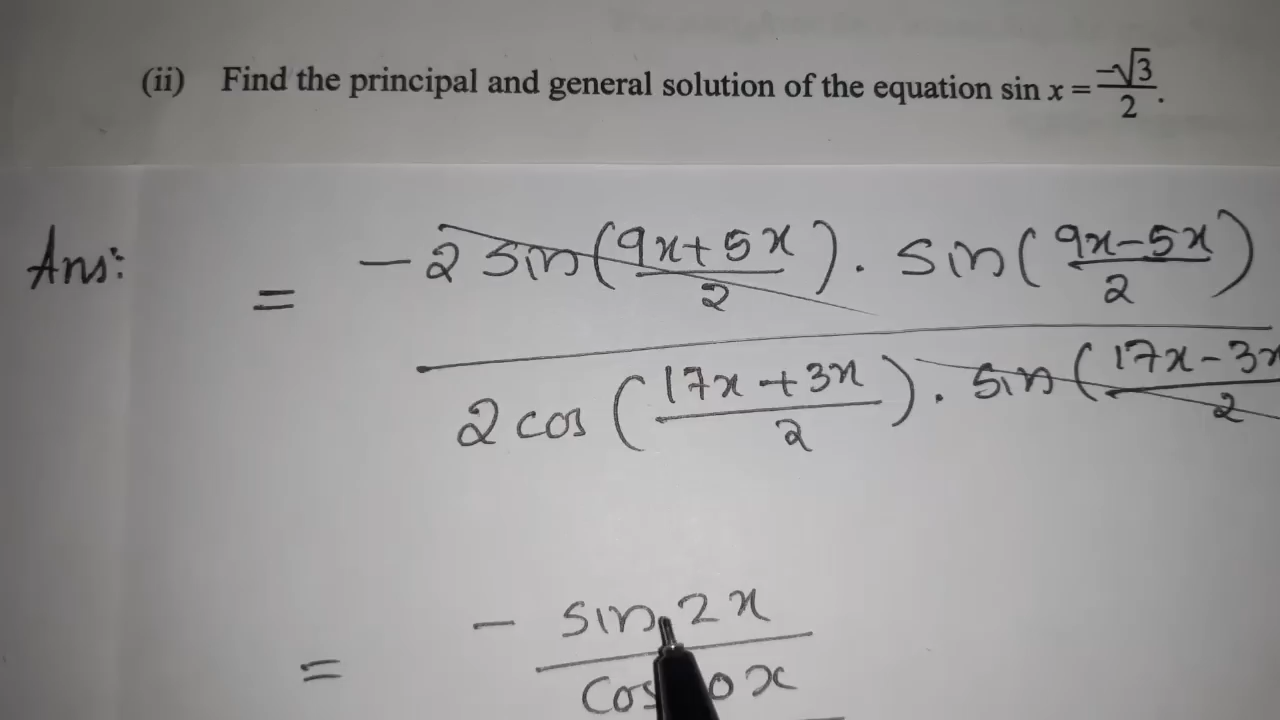 (ii) Find the principal and general solution of the equation sin x = -√3/2.
Ans:
= -2 sin(9x+5x/2) . sin(9x-5x/2)
2 cos(17x+3x/2) . sin(17x-3x/2
= - sin 2x
cos 0x